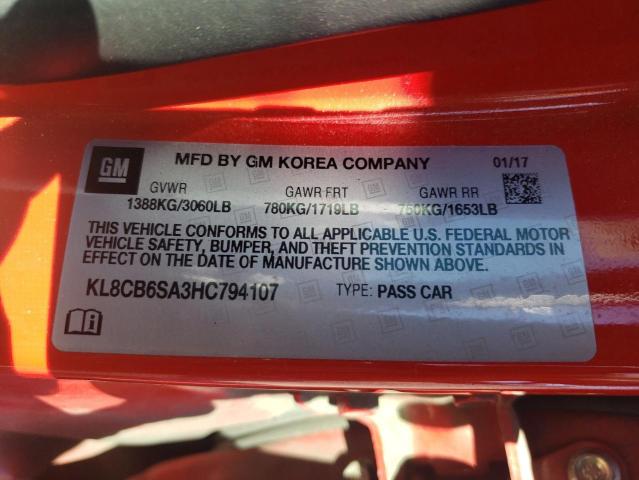 GM MFD BY GM KOREA COMPANY 01/17
GVWR GAWR FRT GAWR RR
1388KG/3060LB 780KG/1719LB 750KG/1653LB
THIS VEHICLE CONFORMS TO ALL APPLICABLE U.S. FEDERAL MOTOR
VEHICLE SAFETY, BUMPER, AND THEFT PREVENTION STANDARDS IN
EFFECT ON THE DATE OF MANUFACTURE SHOWN ABOVE.
KL8CB6SA3HC794107 TYPE: PASS CAR